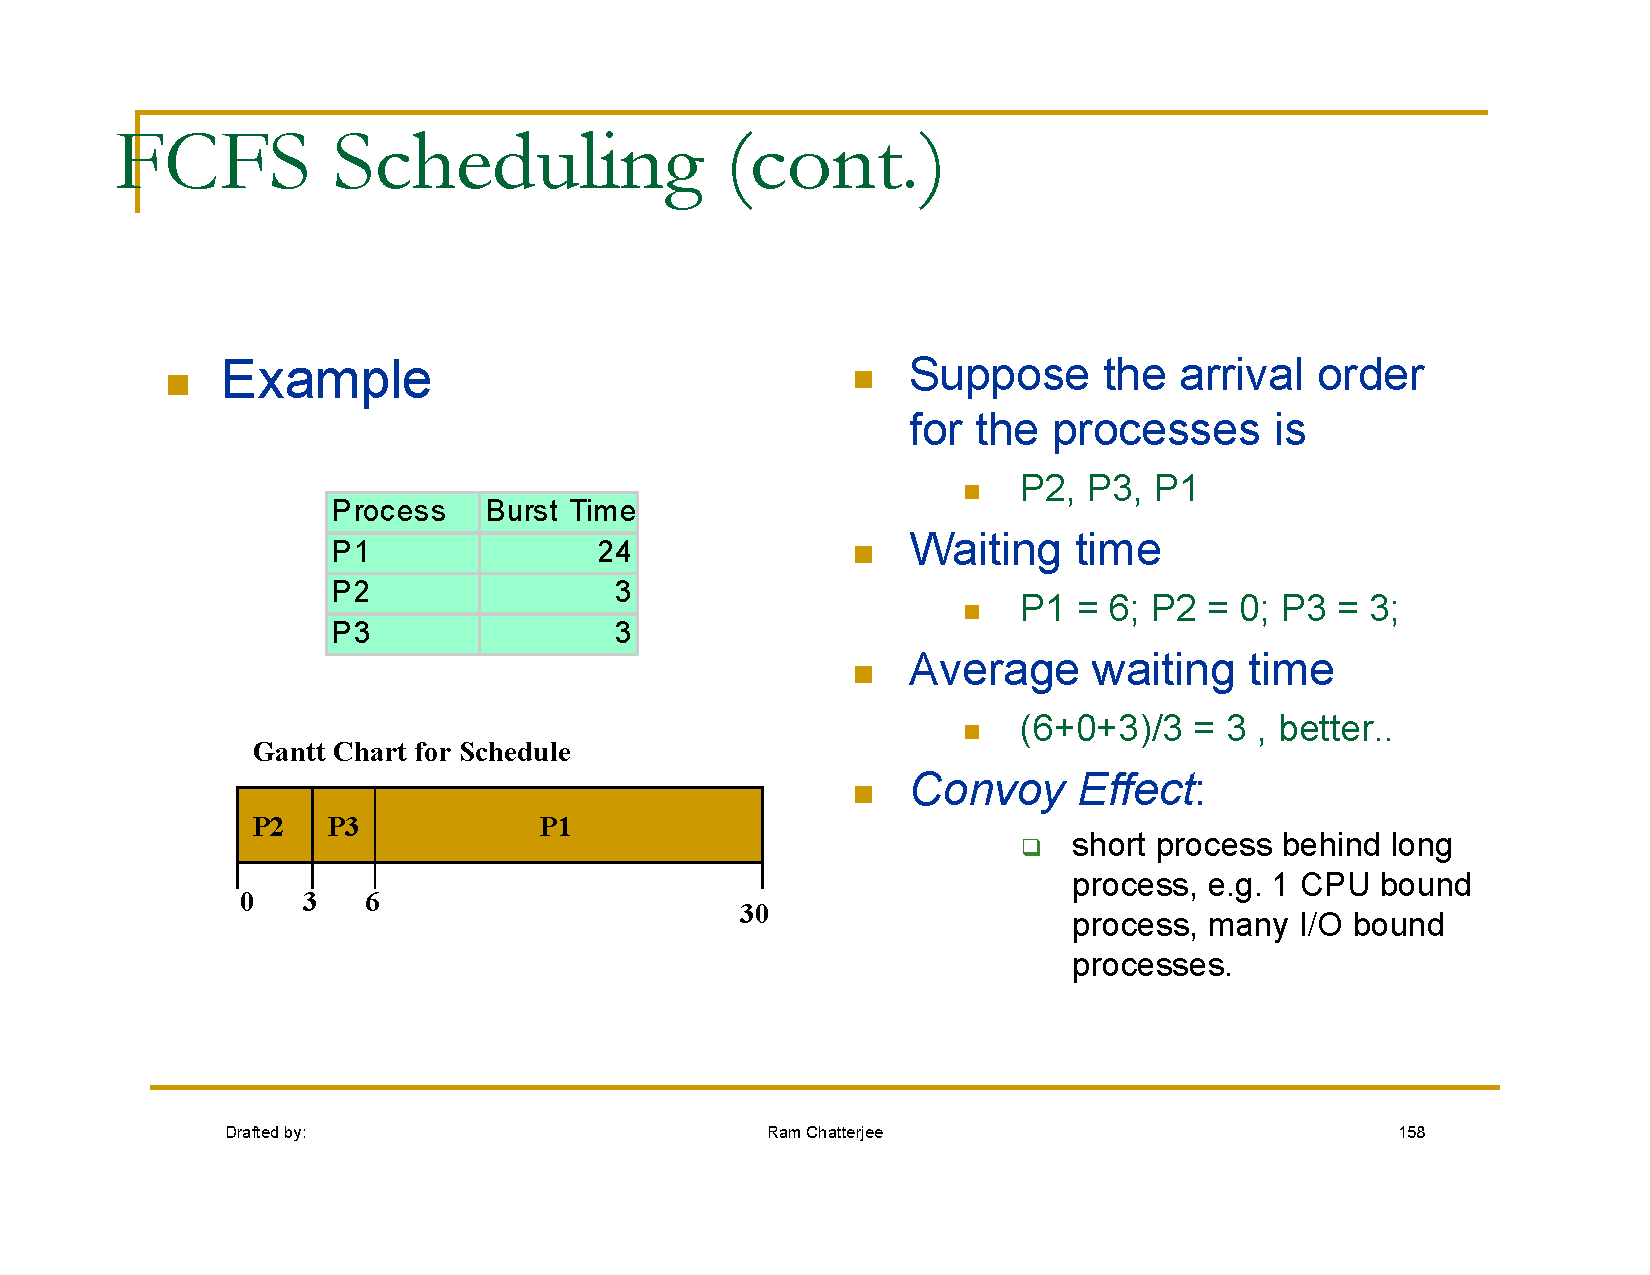 FCFS Scheduling (cont.)
Example
Process Burst Time
P1 24
P2 3
P3 3
Gantt Chart for Schedule
P2 P3 P1
0 3 6 30
Suppose the arrival order
for the processes is
P2, P3, P1
Waiting time
P1 = 6; P2 = 0; P3 = 3;
Average waiting time
(6+0+3)/3 = 3 , better..
Convoy Effect:
short process behind long
process, e.g. 1 CPU bound
process, many I/O bound
processes.
Drafted by: Ram Chatterjee 158